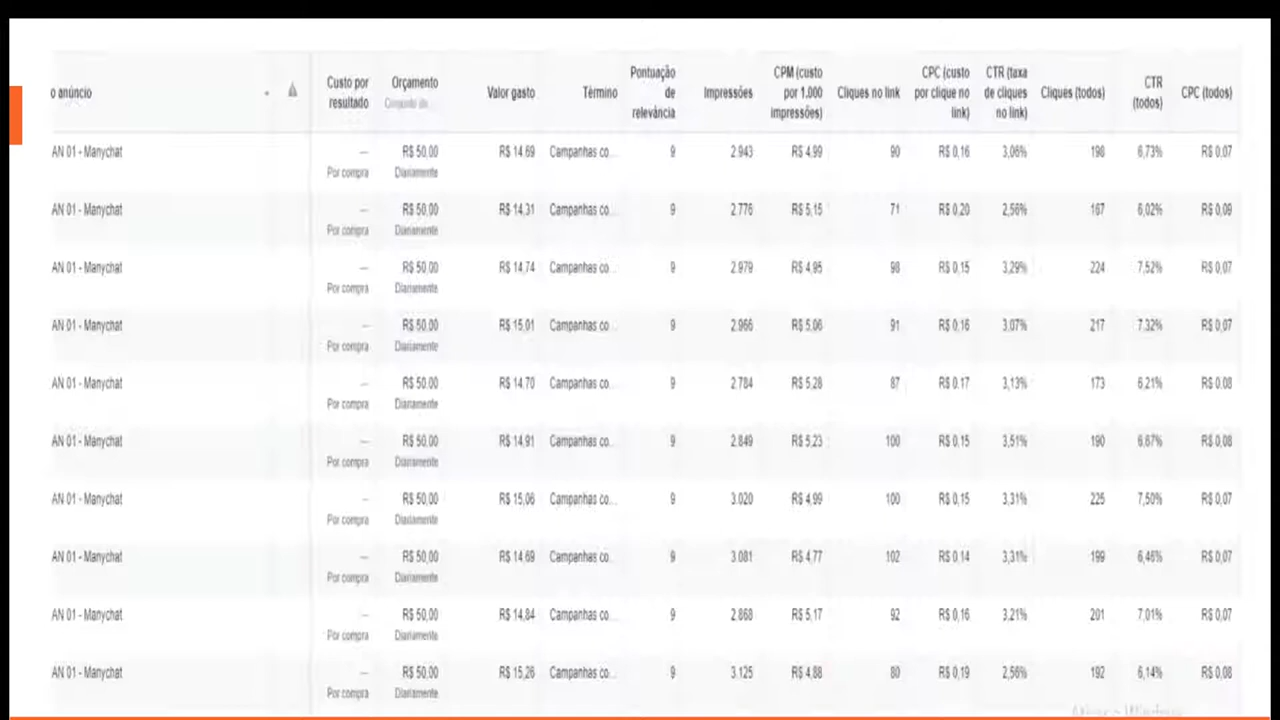 o anúncio Custo por resultado Orçamento Conjunto de... Valor gasto Término Pontuação de relevância Impressões CPM (custo por 1.000 impressões) Cliques no link CPC (custo por clique no link) CTR (taxa de cliques no link) Cliques (todos) CTR (todos) CPC (todos)
AN 01 - Manychat — R$ 50,00 R$ 14,69 Campanhas co... 9 2.943 R$ 4,99 90 R$ 0,16 3,06% 198 6,73% R$ 0,07
Por compra Diariamente
AN 01 - Manychat — R$ 50,00 R$ 14,31 Campanhas co... 9 2.776 R$ 5,15 71 R$ 0,20 2,56% 167 6,02% R$ 0,09
Por compra Diariamente
AN 01 - Manychat — R$ 50,00 R$ 14,74 Campanhas co... 9 2.979 R$ 4,95 98 R$ 0,15 3,29% 224 7,52% R$ 0,07
Por compra Diariamente
AN 01 - Manychat — R$ 50,00 R$ 15,01 Campanhas co... 9 2.966 R$ 5,06 91 R$ 0,16 3,07% 217 7,32% R$ 0,07
Por compra Diariamente
AN 01 - Manychat — R$ 50,00 R$ 14,70 Campanhas co... 9 2.784 R$ 5,28 87 R$ 0,17 3,13% 173 6,21% R$ 0,08
Por compra Diariamente
AN 01 - Manychat — R$ 50,00 R$ 14,91 Campanhas co... 9 2.849 R$ 5,23 100 R$ 0,15 3,51% 190 6,67% R$ 0,08
Por compra Diariamente
AN 01 - Manychat — R$ 50,00 R$ 15,06 Campanhas co... 9 3.020 R$ 4,99 100 R$ 0,15 3,31% 225 7,50% R$ 0,07
Por compra Diariamente
AN 01 - Manychat — R$ 50,00 R$ 14,69 Campanhas co... 9 3.081 R$ 4,77 102 R$ 0,14 3,31% 199 6,46% R$ 0,07
Por compra Diariamente
AN 01 - Manychat — R$ 50,00 R$ 14,84 Campanhas co... 9 2.868 R$ 5,17 92 R$ 0,16 3,21% 201 7,01% R$ 0,07
Por compra Diariamente
AN 01 - Manychat — R$ 50,00 R$ 15,26 Campanhas co... 9 3.125 R$ 4,88 80 R$ 0,19 2,56% 192 6,14% R$ 0,08
Por compra Diariamente